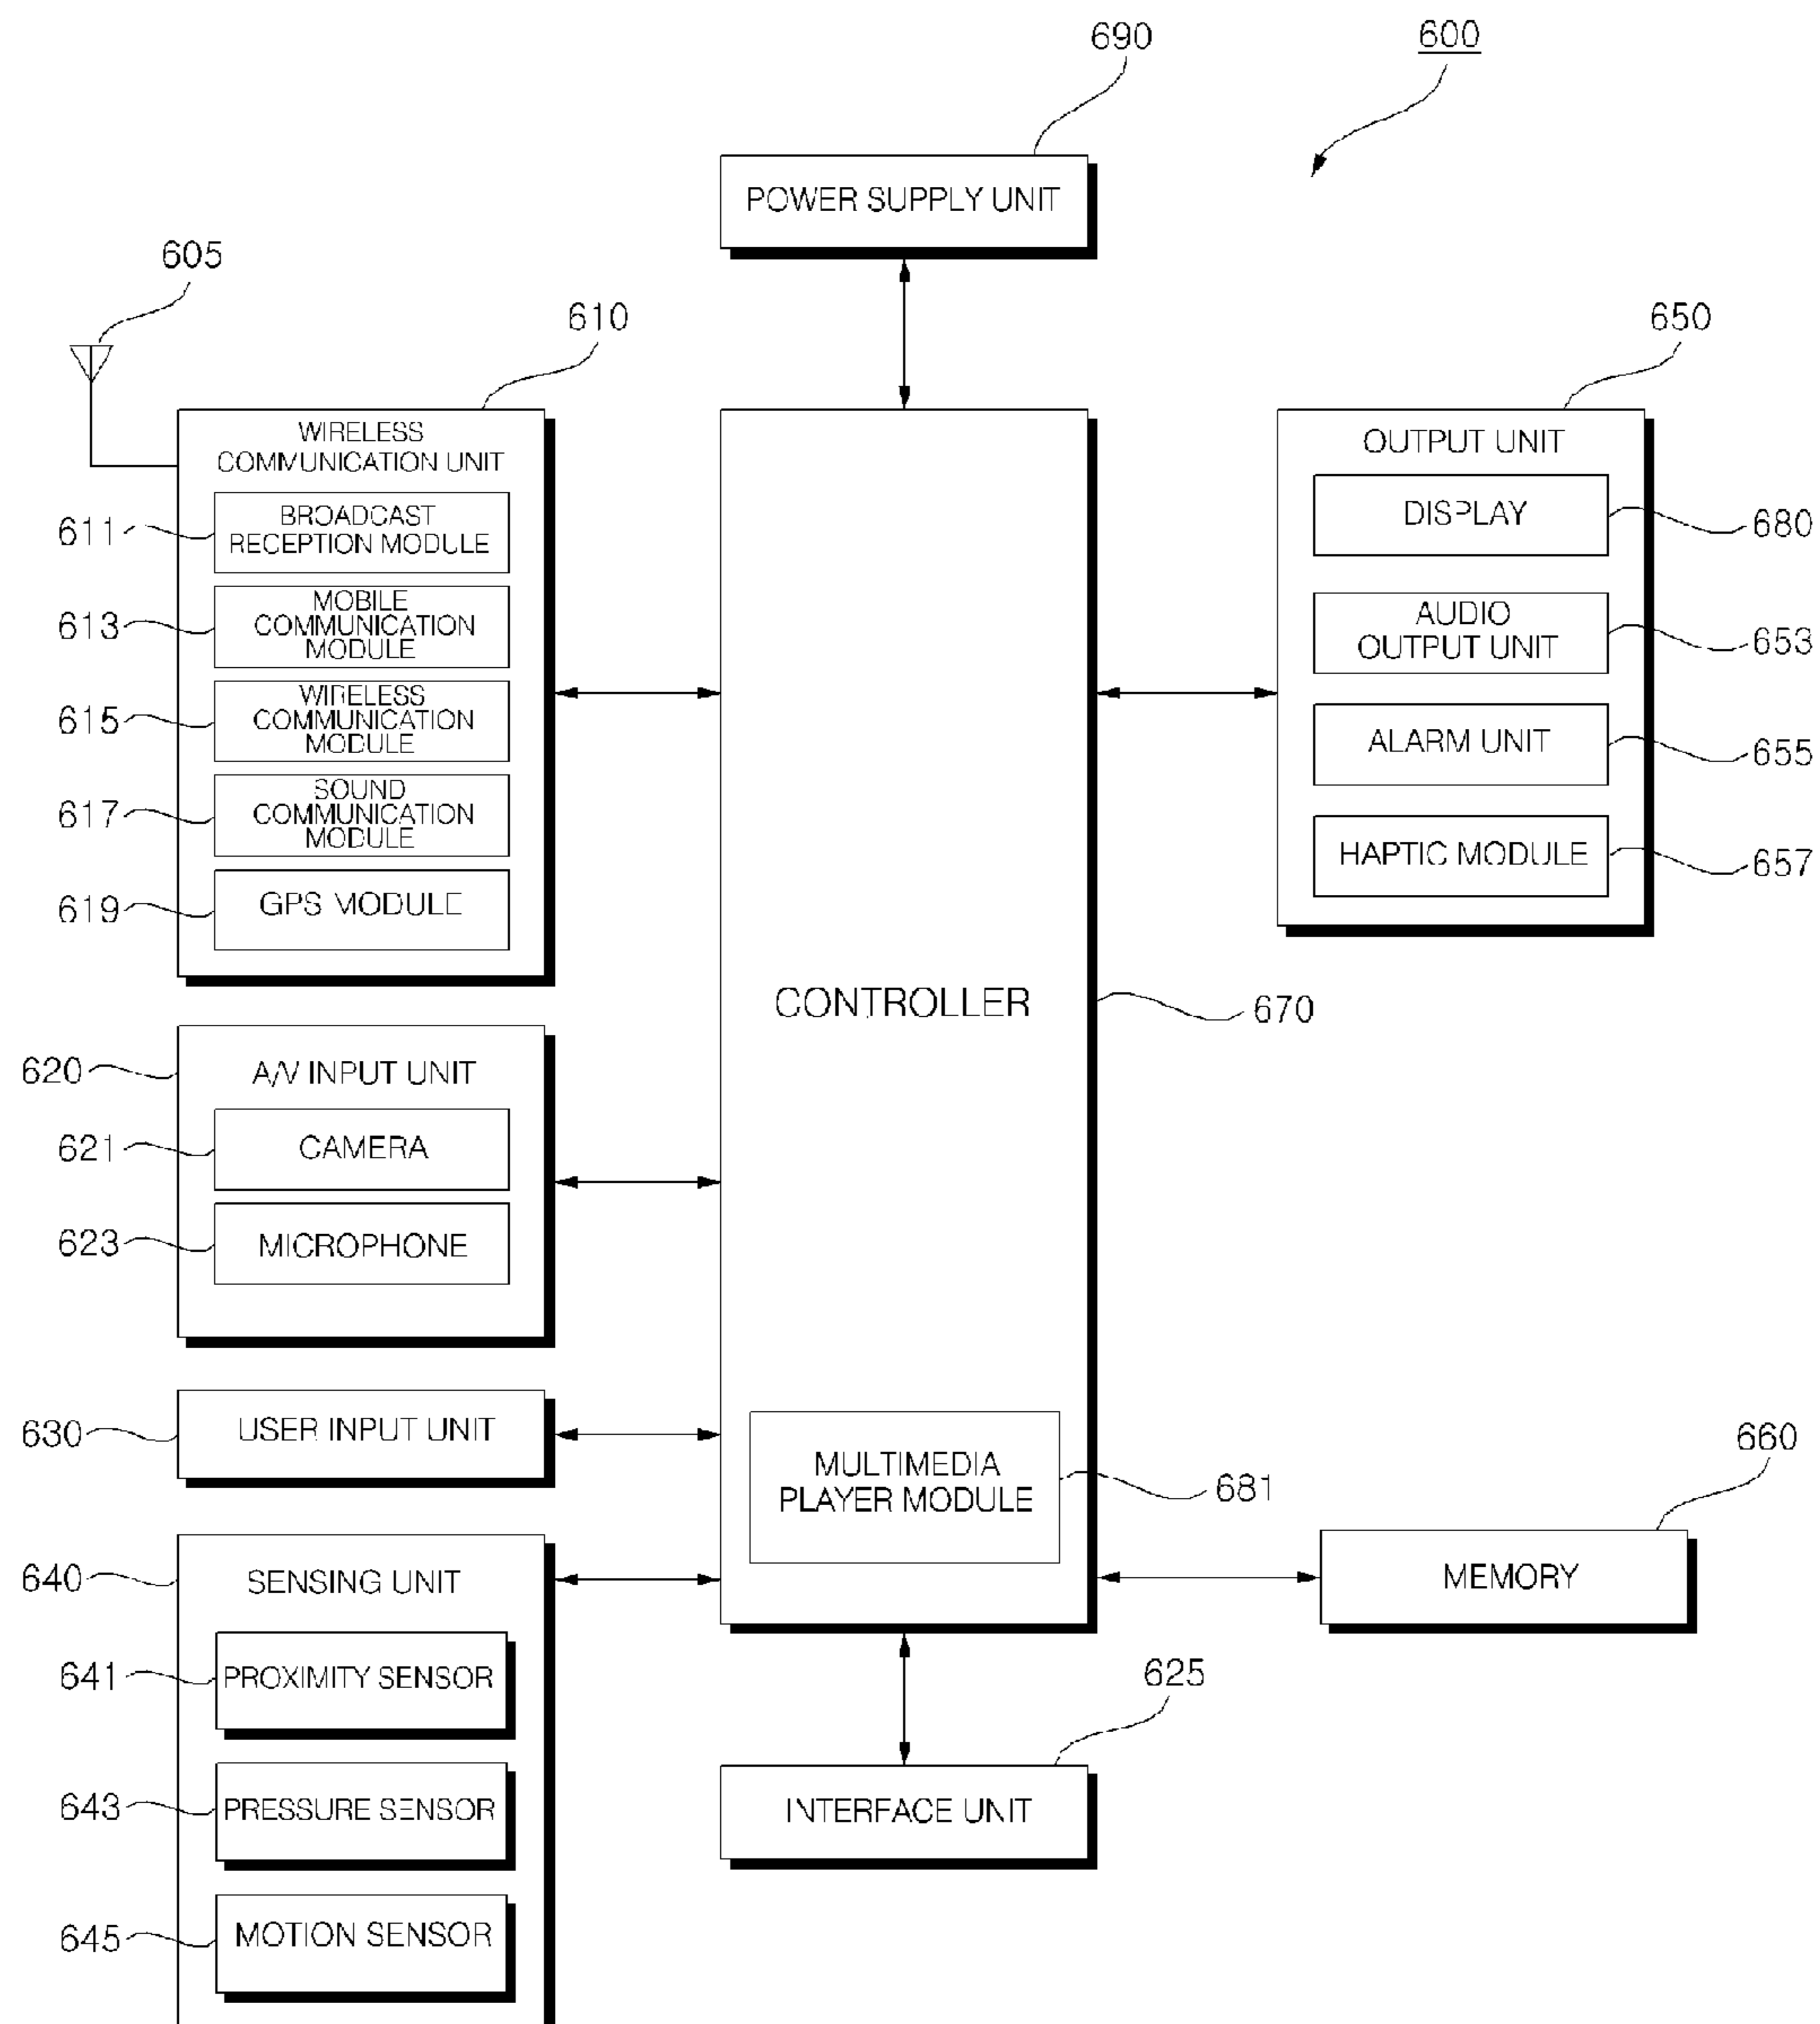 690
600
POWER SUPPLY UNIT
605
610
650
WIRELESS
COMMUNICATION UNIT
OUTPUT UNIT
611
BROADCAST
RECEPTION MODULE
DISPLAY
680
613
MOBILE
COMMUNICATION
MODULE
AUDIO
OUTPUT UNIT
653
615
WIRELESS
COMMUNICATION
MODULE
ALARM UNIT
655
617
SOUND
COMMUNICATION
MODULE
HAPTIC MODULE
657
619
GPS MODULE
CONTROLLER
670
620
A/V INPUT UNIT
621
CAMERA
623
MICROPHONE
630
USER INPUT UNIT
MULTIMEDIA
PLAYER MODULE
681
660
640
SENSING UNIT
MEMORY
641
PROXIMITY SENSOR
625
643
PRESSURE SENSOR
INTERFACE UNIT
645
MOTION SENSOR